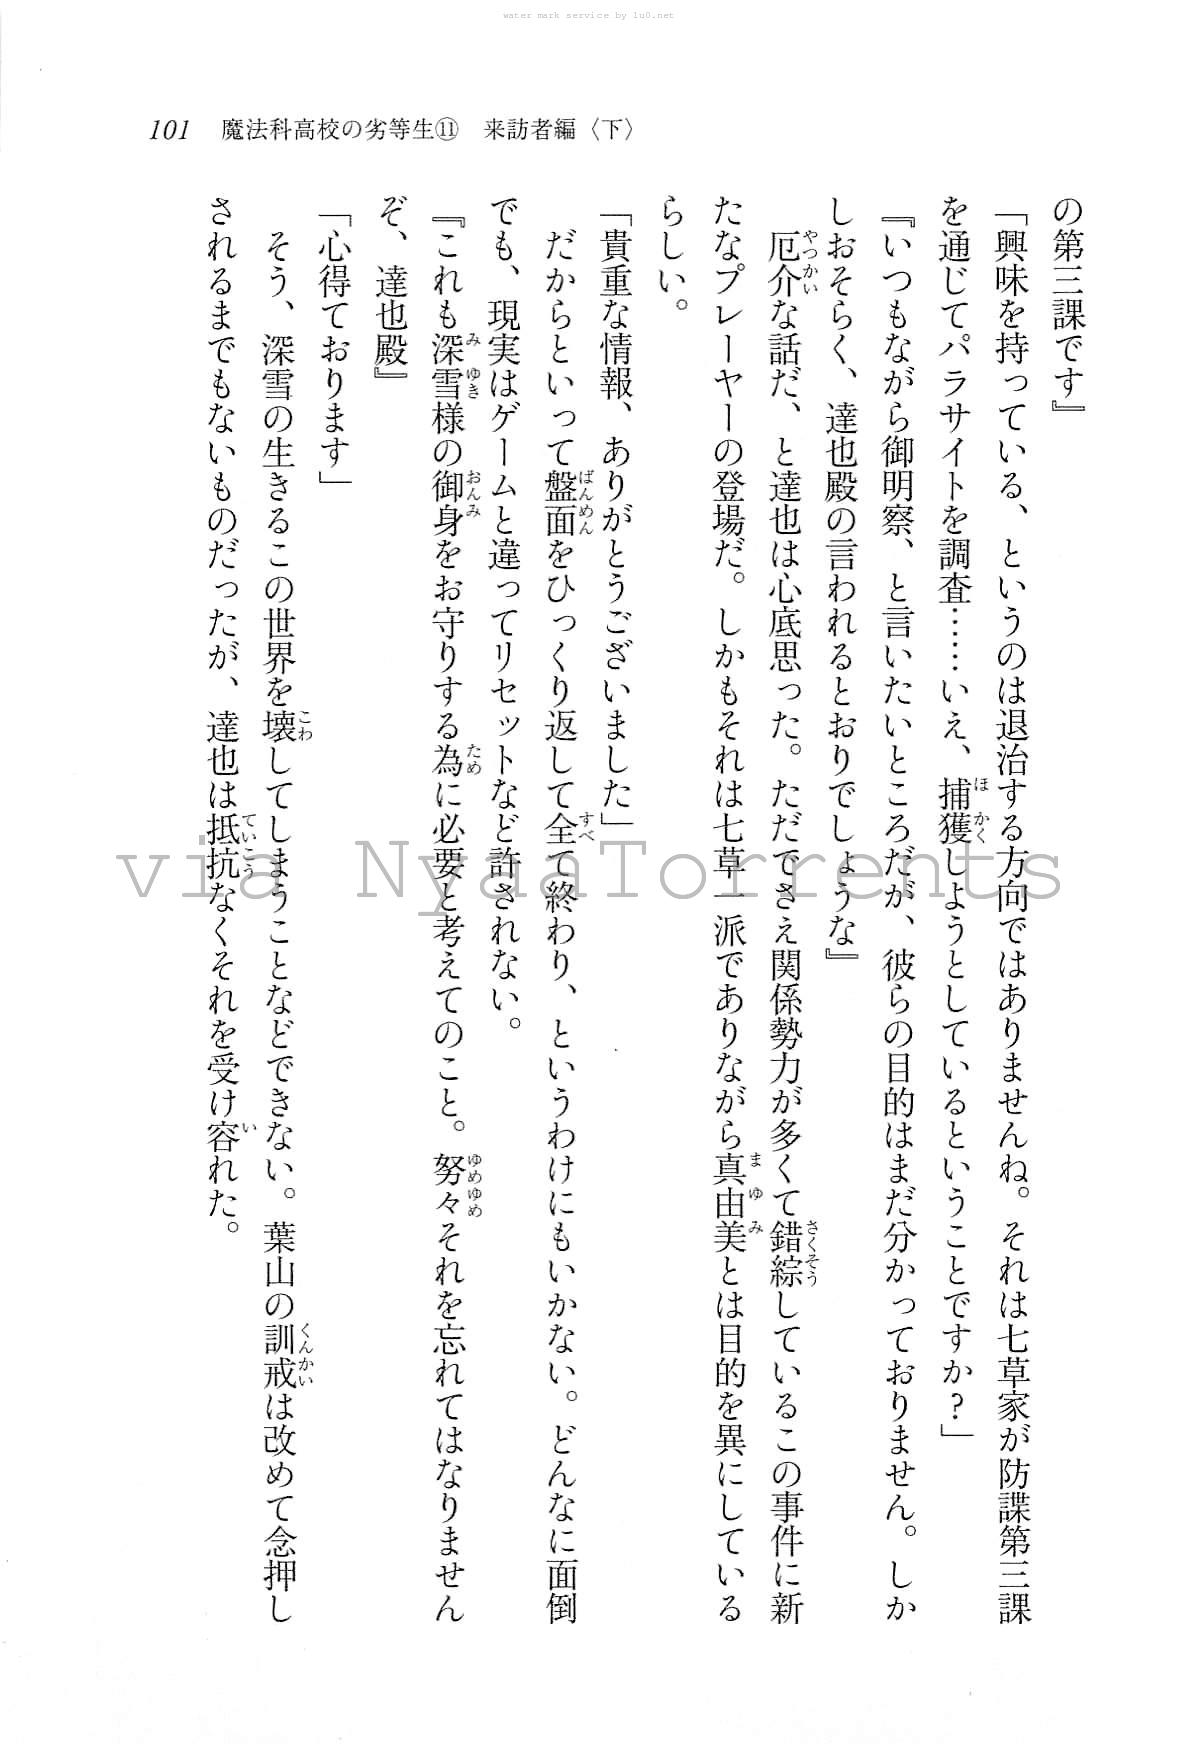 water mark service by lu0.net
101 魔法科高校の劣等生⑪ 来訪者編〈下〉
の第三課です』
「興味を持っている、というのは退治する方向ではありませんね。それは七草家が防諜第三課
を通じてパラサイトを調査……いえ、捕獲しようとしているということですか？」
『いつもながら御明察、と言いたいところだが、彼らの目的はまだ分かっておりません。しか
しおそらく、達也殿の言われるとおりでしょうな』
　厄介な話だ、と達也は心底思った。ただでさえ関係勢力が多くて錯綜しているこの事件に新
たなプレーヤーの登場だ。しかもそれは七草一派でありながら真由美とは目的を異にしている
らしい。
「貴重な情報、ありがとうございました」
　だからといって盤面をひっくり返して全て終わり、というわけにもいかない。どんなに面倒
でも、現実はゲームと違ってリセットなど許されない。
『これも深雪様の御身をお守りする為に必要と考えてのこと。努々それを忘れてはなりません
ぞ、達也殿』
「心得ております」
　そう、深雪の生きるこの世界を壊してしまうことなどできない。葉山の訓戒は改めて念押し
されるまでもないものだったが、達也は抵抗なくそれを受け容れた。
via NyaaTorrents